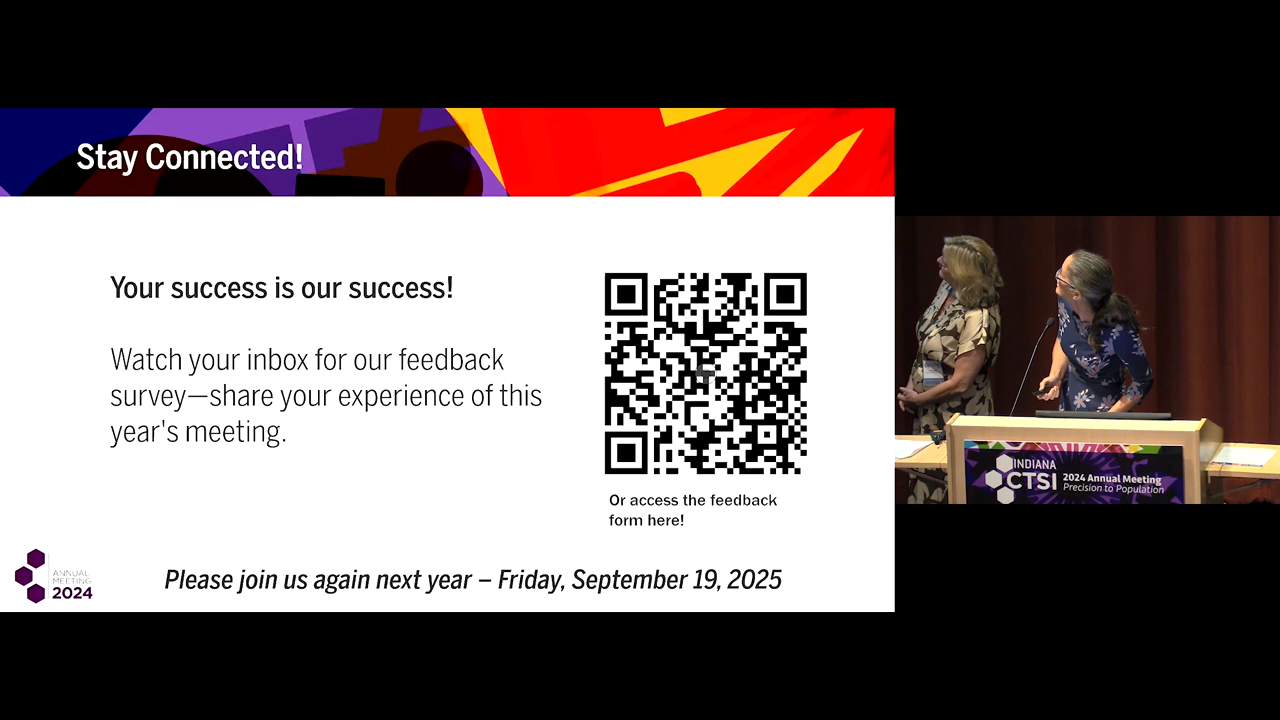 Stay Connected!
Your success is our success!
Watch your inbox for our feedback
survey—share your experience of this
year's meeting.
Or access the feedback
form here!
ANNUAL
MEETING
2024
Please join us again next year – Friday, September 19, 2025
INDIANA
CTSI
2024 Annual Meeting
Precision to Population